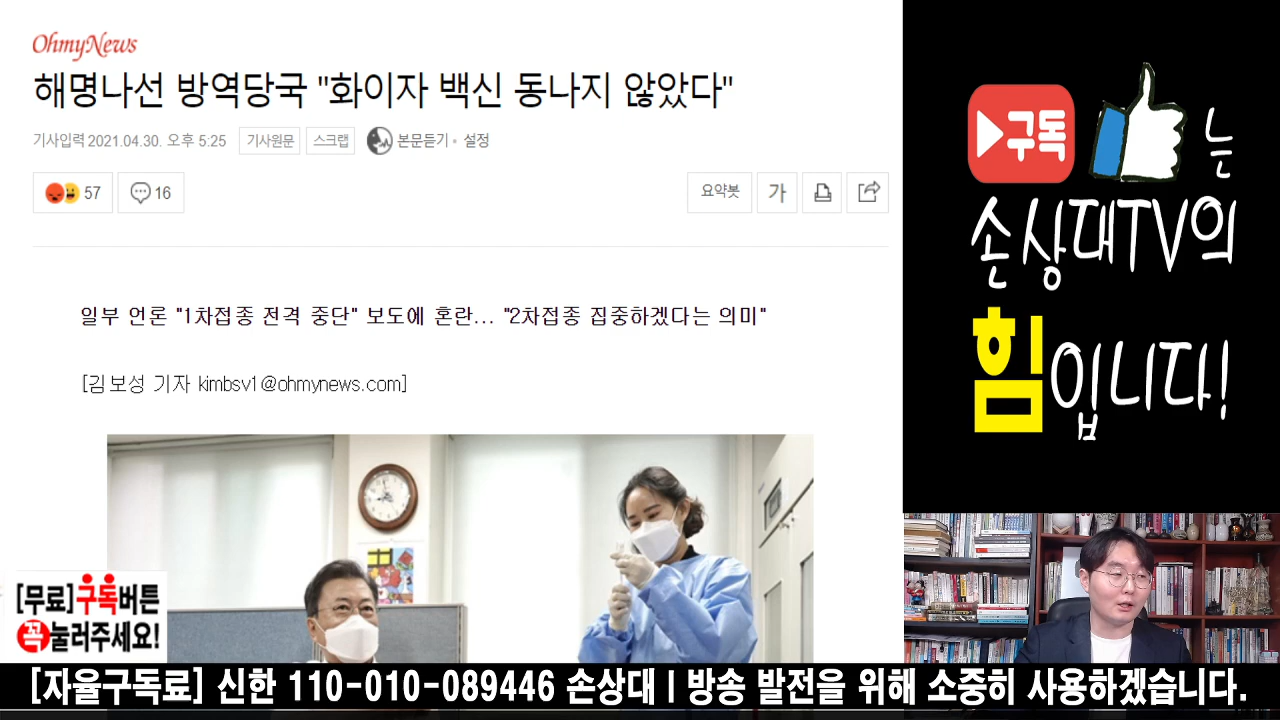 OhmyNews
해명나선 방역당국 "화이자 백신 동나지 않았다"
기사입력 2021.04.30. 오후 5:25 기사원문 스크랩 본문듣기 · 설정
57 16 요약봇 가
일부 언론 "1차접종 전격 중단" 보도에 혼란... "2차접종 집중하겠다는 의미"
[김보성 기자 kimbsv1@ohmynews.com]
구독 는
손상대TV의
힘입니다!
[무료]구독버튼
꼭눌러주세요!
[자율구독료] 신한 110-010-089446 손상대 | 방송 발전을 위해 소중히 사용하겠습니다.